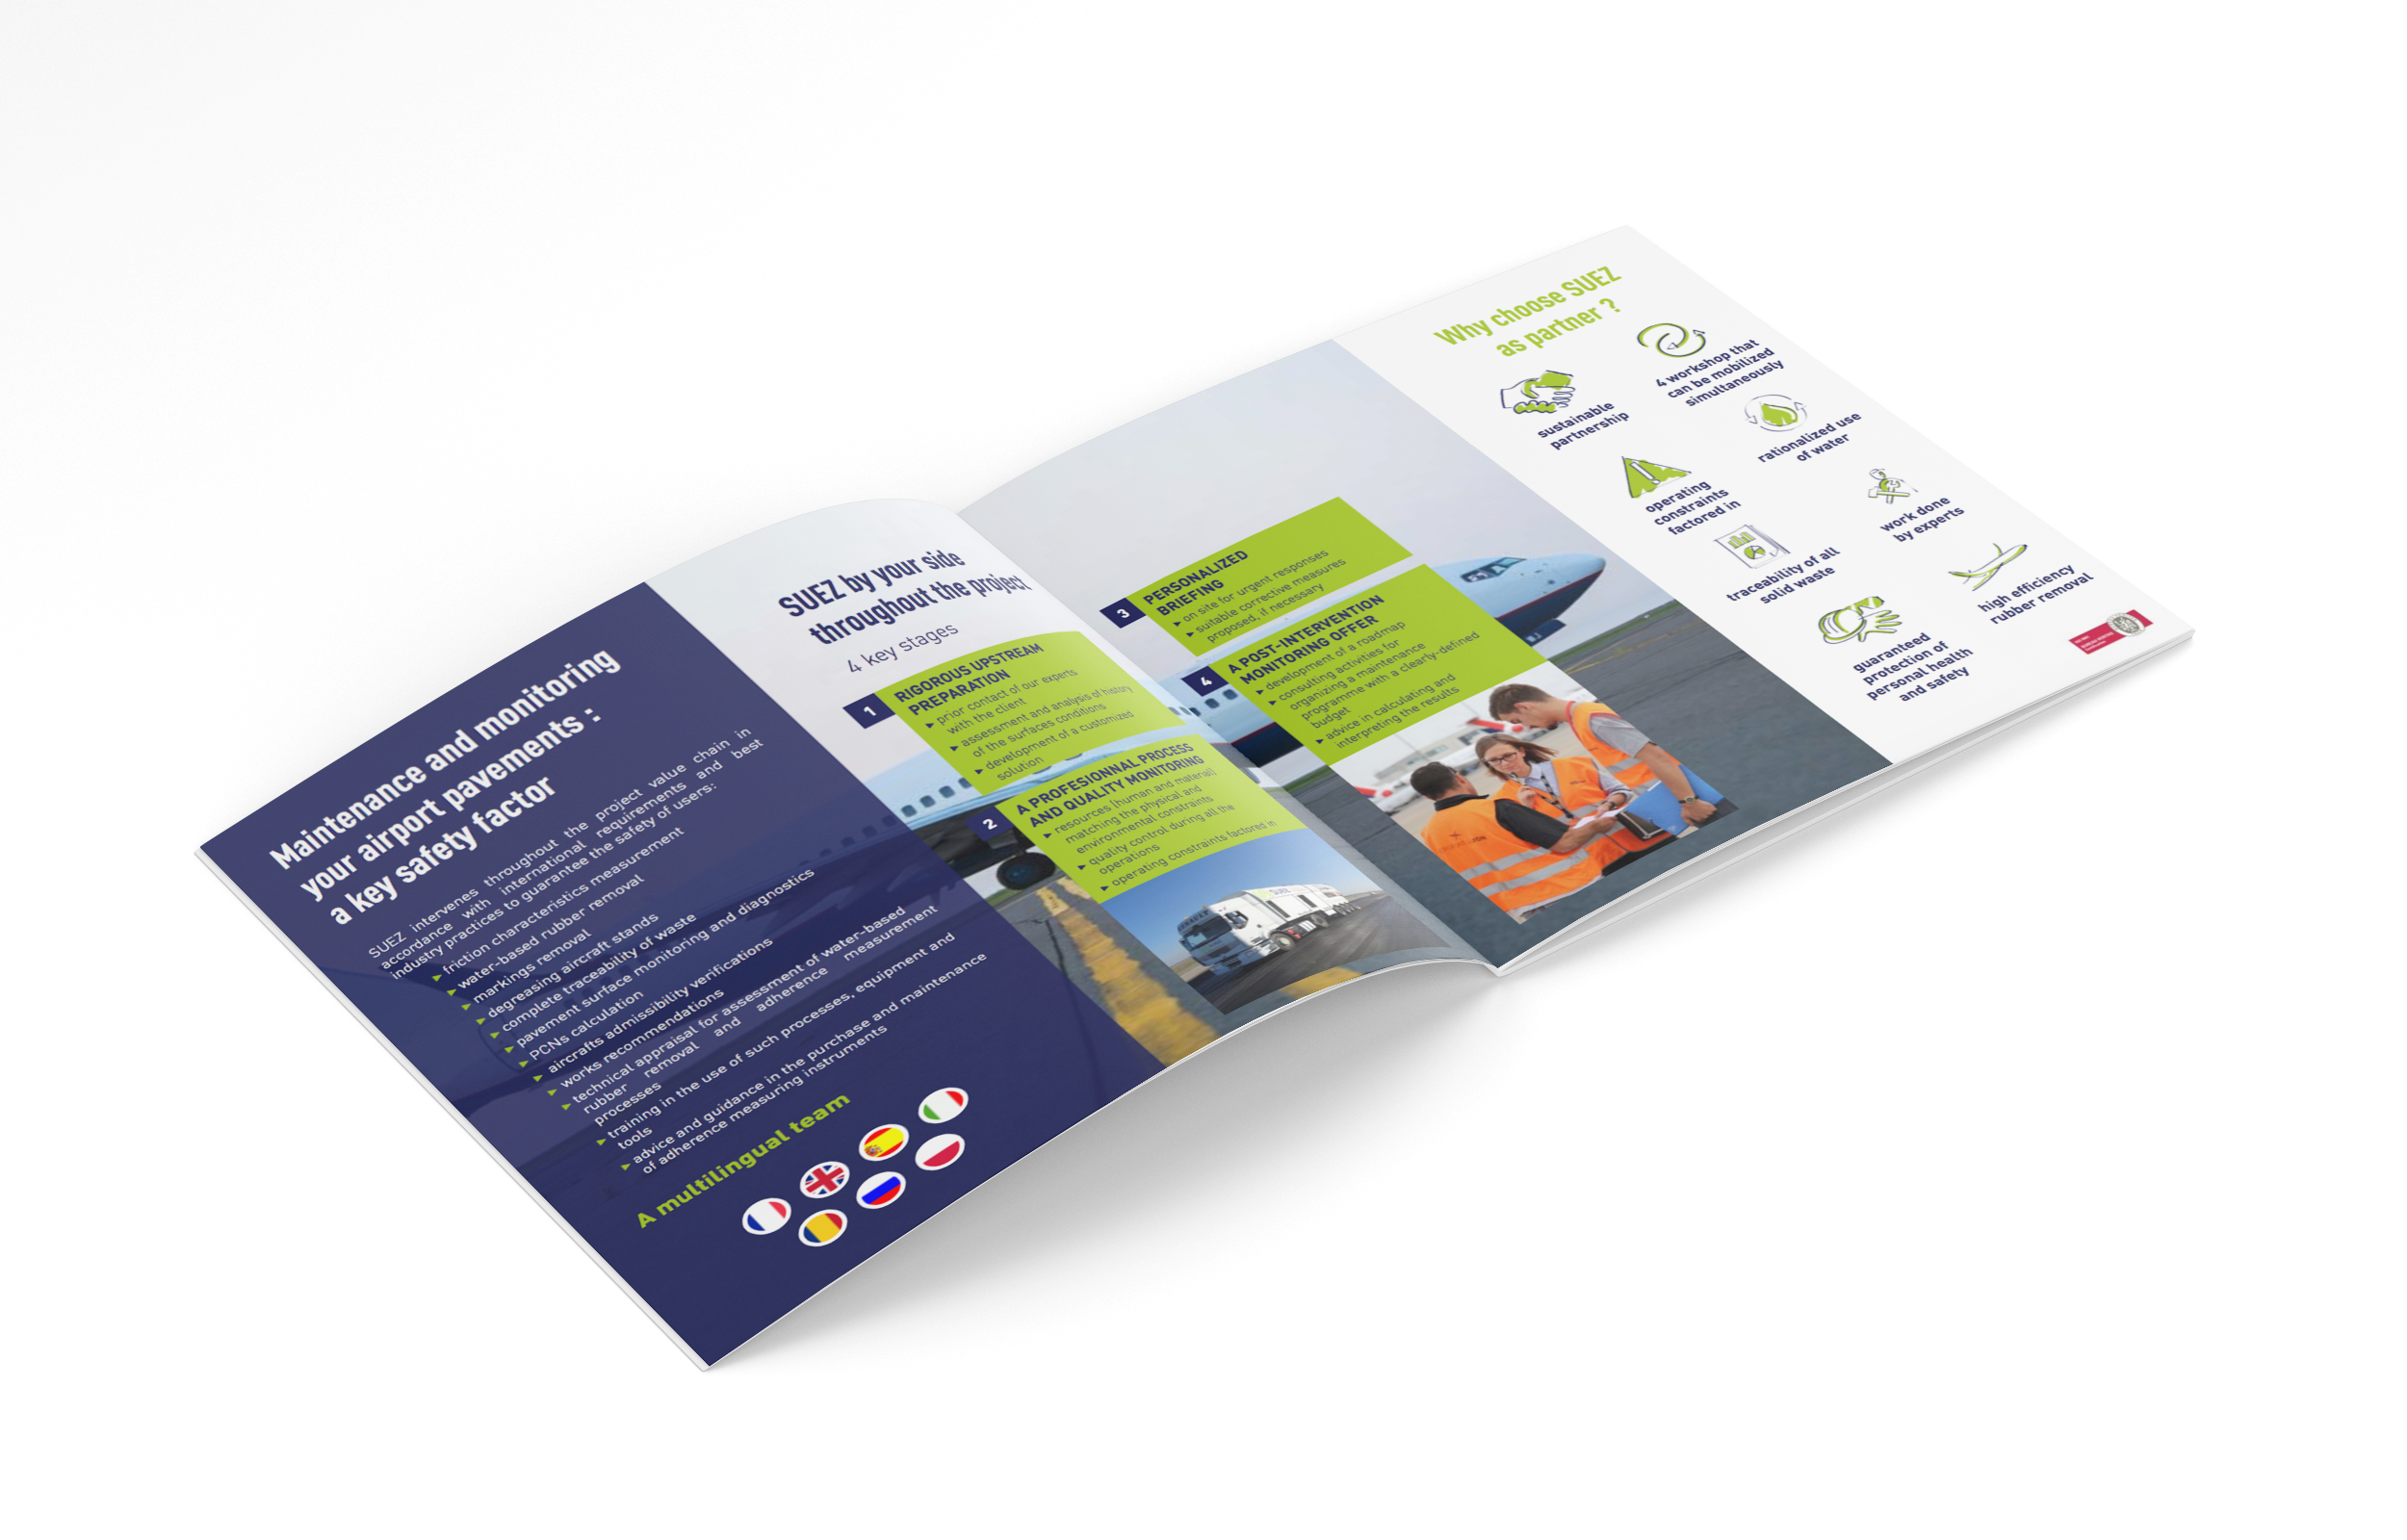 Maintenance and monitoring
your airport pavements :
a key safety factor
SUEZ intervenes throughout the project value chain in
accordance with international requirements and best
industry practices to guarantee the safety of users:
friction characteristics measurement
water-based rubber removal
markings removal
degreasing aircraft stands
complete traceability of waste
pavement surface monitoring and diagnostics
PCNs calculation
aircrafts admissibility verifications
works recommendations
technical appraisal for assessment of water-based
rubber removal and adherence measurement
processes
training in the use of such processes, equipment and
tools
advice and guidance in the purchase and maintenance
of adherence measuring instruments
A multilingual team
SUEZ by your side
throughout the project
4 key stages
1
RIGOROUS UPSTREAM
PREPARATION
prior contact of our experts
with the client
assessment and analysis of history
of the surfaces conditions
development of a customized
solution
2
A PROFESIONNAL PROCESS
AND QUALITY MONITORING
resources (human and material)
matching the physical and
environmental constraints
quality control during all the
operations
operating constraints factored in
SUEZ
3
PERSONALIZED
BRIEFING
on site for urgent responses
suitable corrective measures
proposed, if necessary
4
A POST-INTERVENTION
MONITORING OFFER
development of a roadmap
consulting activities for
organizing a maintenance
programme with a clearly-defined
budget
advice in calculating and
interpreting the results
Why choose SUEZ
as partner ?
sustainable
partnership
4 workshop that
can be mobilized
simultaneously
operating
constraints
factored in
rationalized use
of water
traceability of all
solid waste
work done
by experts
guaranteed
protection of
personal health
and safety
high efficiency
rubber removal